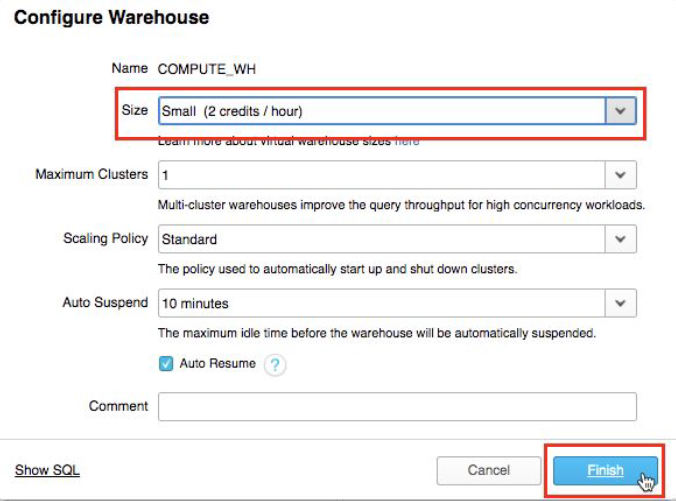 Configure Warehouse
Name COMPUTE_WH
Size Small (2 credits / hour)
Learn more about virtual warehouse sizes here
Maximum Clusters 1
Multi-cluster warehouses improve the query throughput for high concurrency workloads.
Scaling Policy Standard
The policy used to automatically start up and shut down clusters.
Auto Suspend 10 minutes
The maximum idle time before the warehouse will be automatically suspended.
Auto Resume ?
Comment
Show SQL Cancel Finish